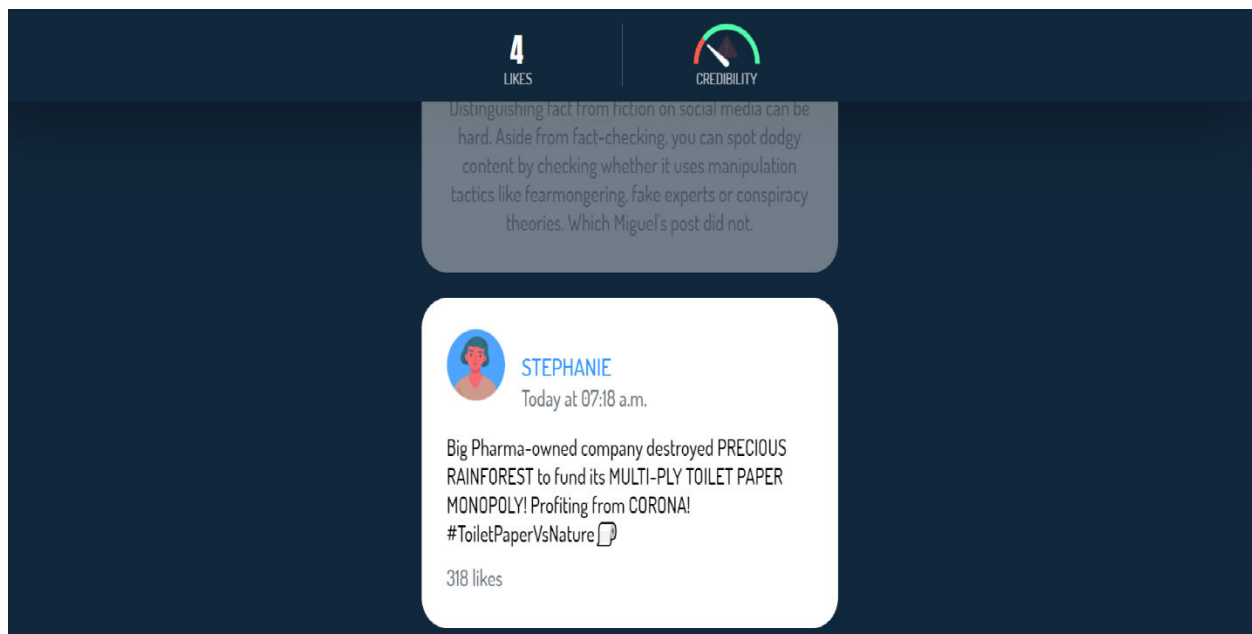 4
LIKES
CREDIBILITY
Distinguishing fact from fiction on social media can be
hard. Aside from fact-checking, you can spot dodgy
content by checking whether it uses manipulation
tactics like fearmongering, fake experts or conspiracy
theories. Which Miguel's post did not.
STEPHANIE
Today at 07:18 a.m.
Big Pharma-owned company destroyed PRECIOUS
RAINFOREST to fund its MULTI-PLY TOILET PAPER
MONOPOLY! Profiting from CORONA!
#ToiletPaperVsNature🧻
318 likes